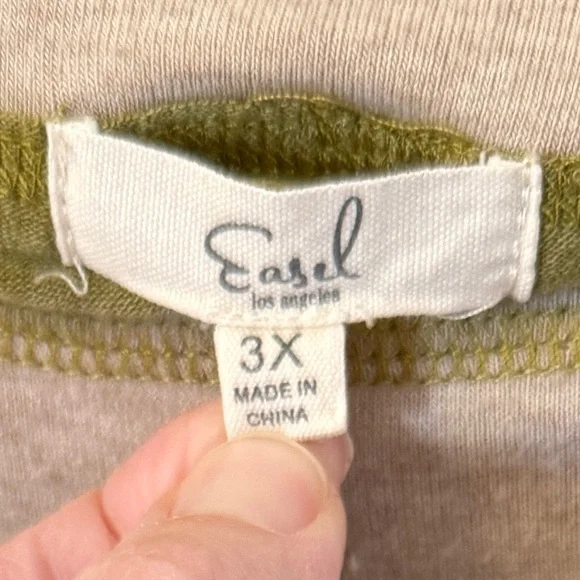 Easel
los angeles
3X
MADE IN
CHINA